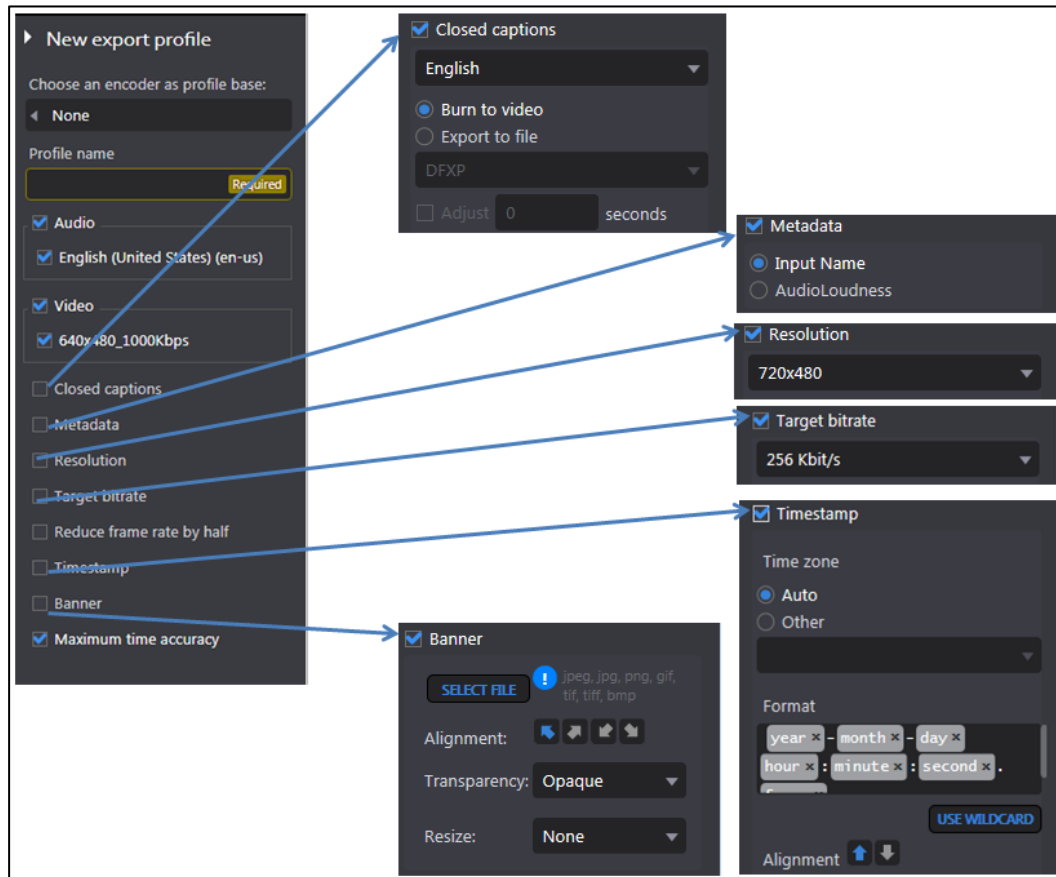 New export profile
Choose an encoder as profile base:
None
Profile name
Required
Audio
English (United States) (en-us)
Video
640x480_1000Kbps
Closed captions
Metadata
Resolution
Target bitrate
Reduce frame rate by half
Timestamp
Banner
Maximum time accuracy
Closed captions
English
Burn to video
Export to file
DFXP
Adjust 0 seconds
Metadata
Input Name
AudioLoudness
Resolution
720x480
Target bitrate
256 Kbit/s
Timestamp
Time zone
Auto
Other
Format
year × - month × - day ×
hour × : minute × : second × .
USE WILDCARD
Alignment
Banner
SELECT FILE
! jpeg, jpg, png, gif,
tif, tiff, bmp
Alignment:
Transparency: Opaque
Resize: None